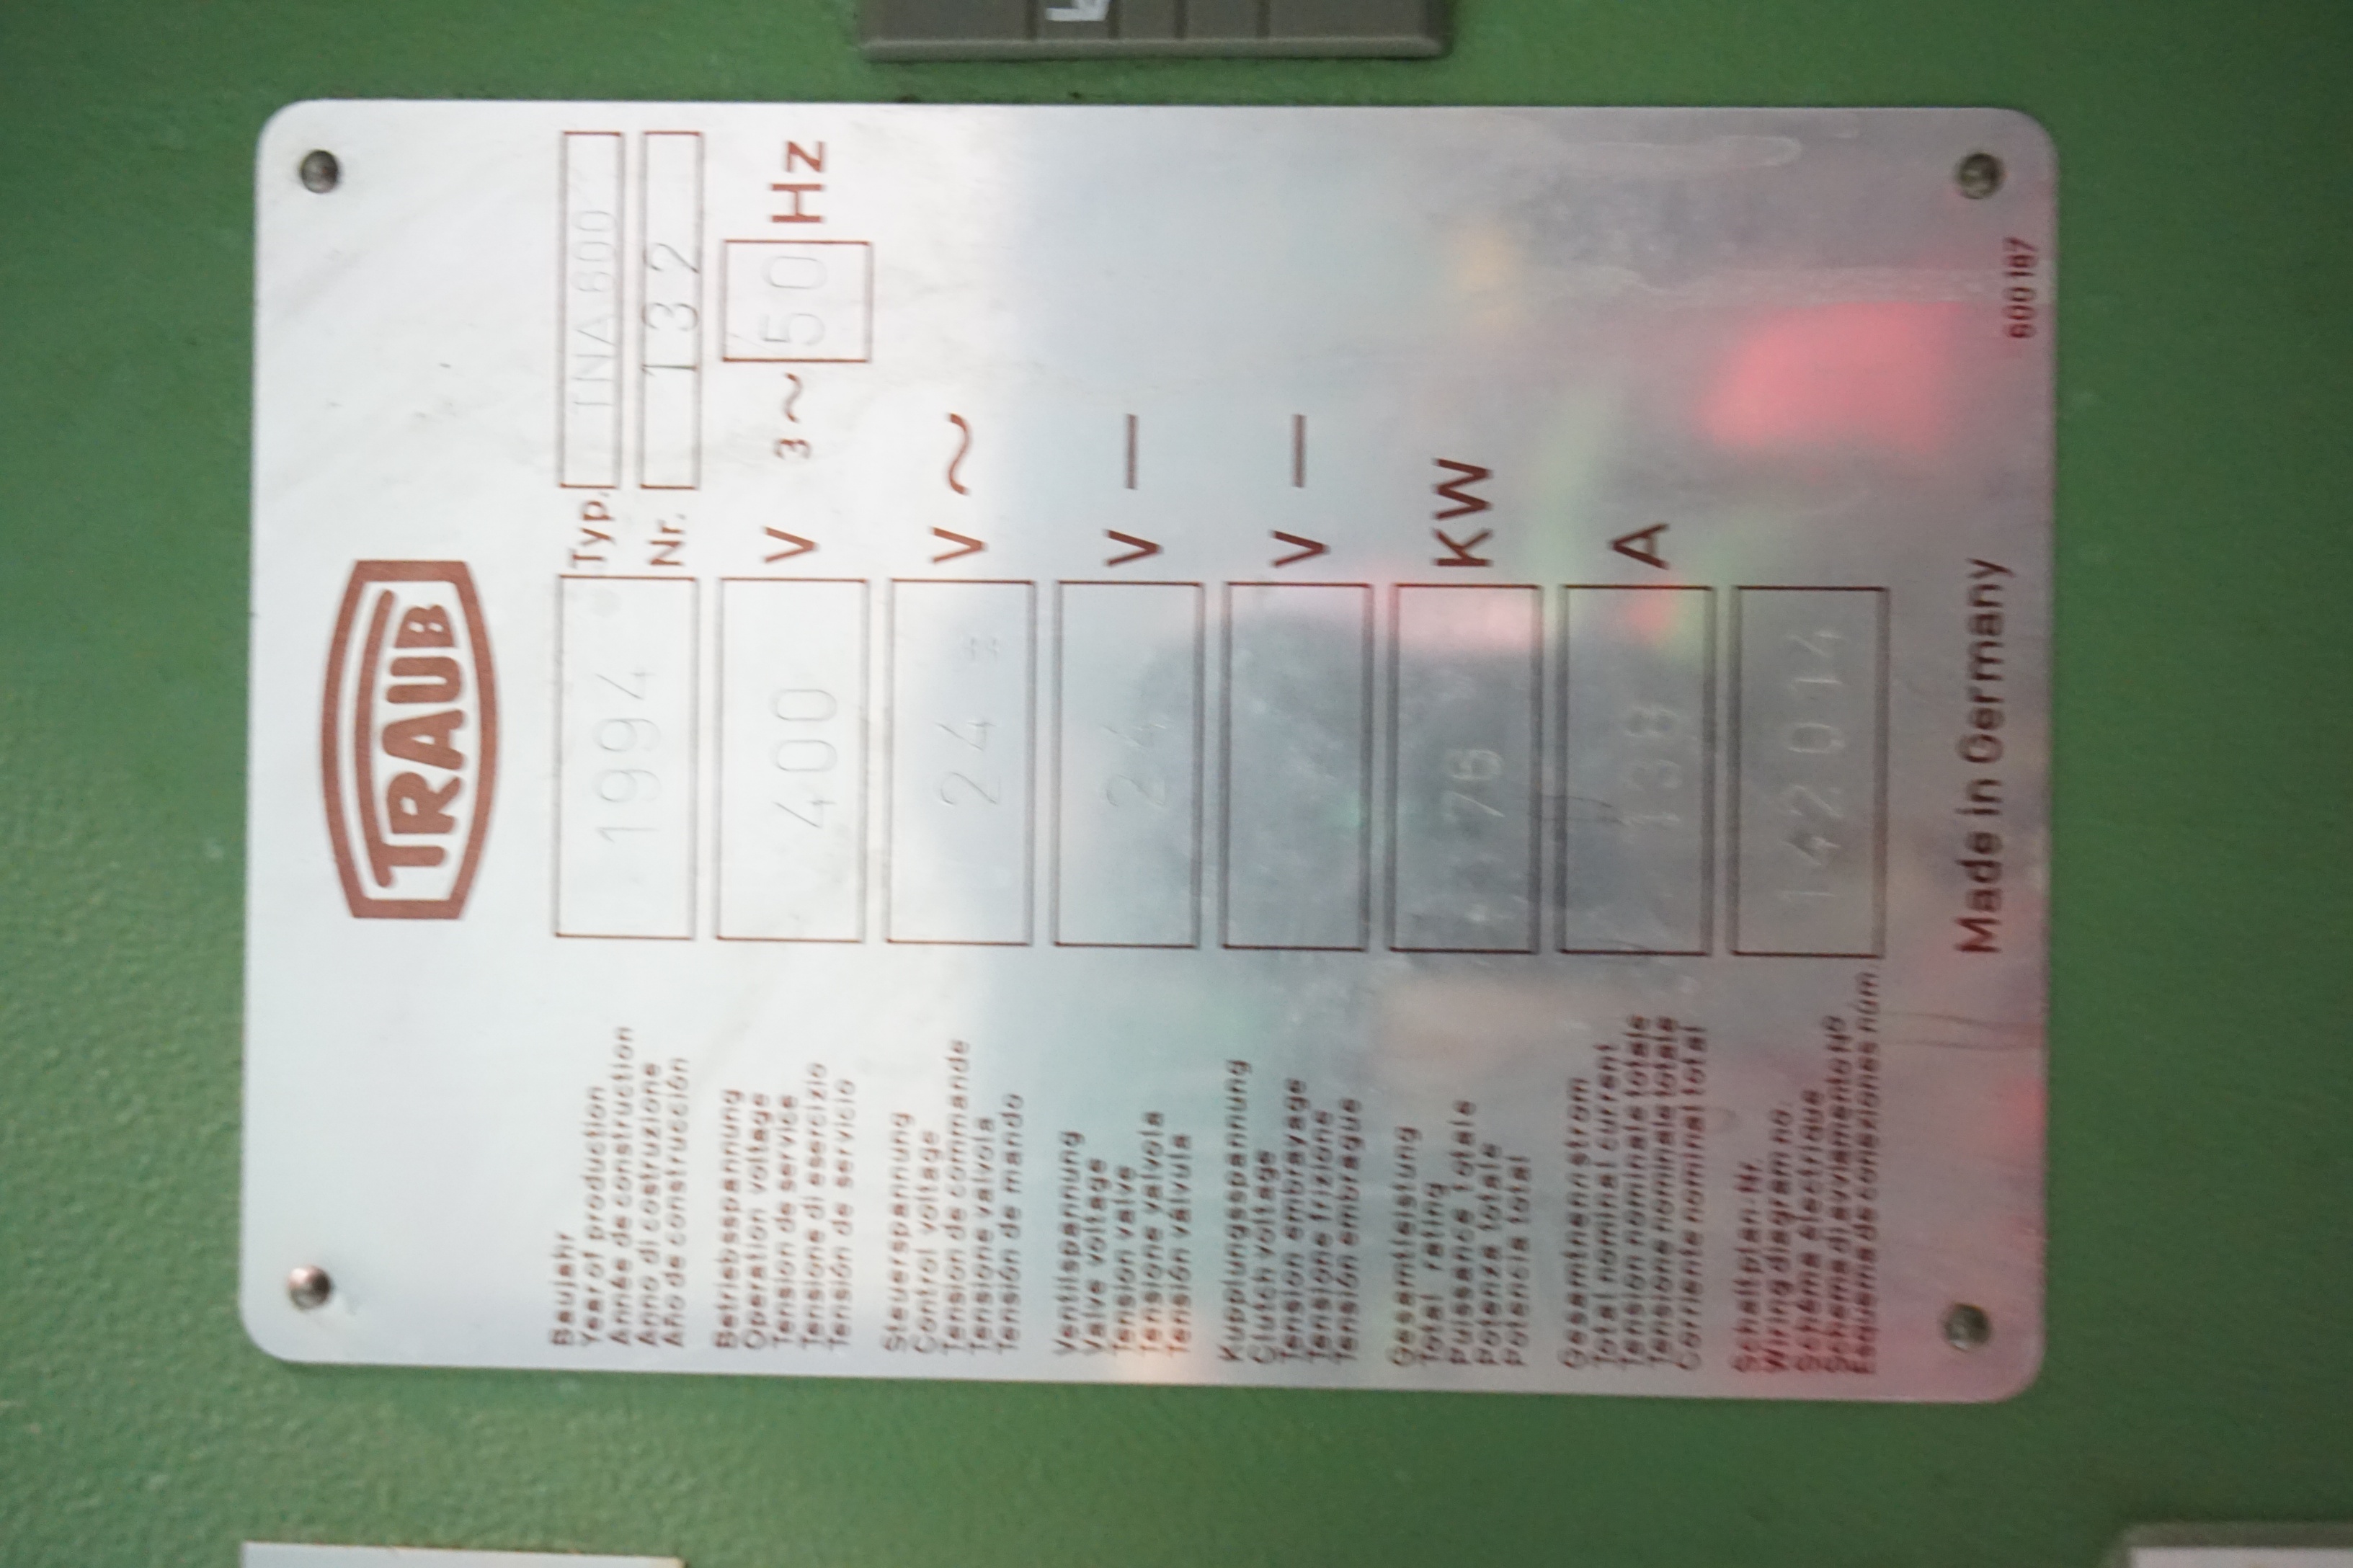 TRAUB
Baujahr
Year of production
Année de construction
Anno di costruzione
Año de construcción
1994
Typ. TNA 600
Nr. 132
Betriebsspannung
Operation voltage
Tension de service
Tensione di esercizio
Tensión de servicio
400 V 3~ 50 Hz
Steuerspannung
Control voltage
Tension de commande
Tensione valvola
Tensión de mando
24 = V ~
Ventilspannung
Valve voltage
Tension valve
Tensione valvola
Tensión válvula
24 V —
Kupplungsspannung
Clutch voltage
Tension embrayage
Tensione frizione
Tensión embrague
V —
Gesamtleistung
Total rating
Puissance totale
Potenza totale
Potencia total
76 KW
Gesamtnennstrom
Total nominal current
Tension nominale totale
Tensione nominale totale
Corriente nominal total
138 A
Schaltplan-Nr.
Wiring diagram no.
Schéma électrique
Schema di avviamento No
Esquema de conexiones núm.
142.014
Made in Germany
600 187